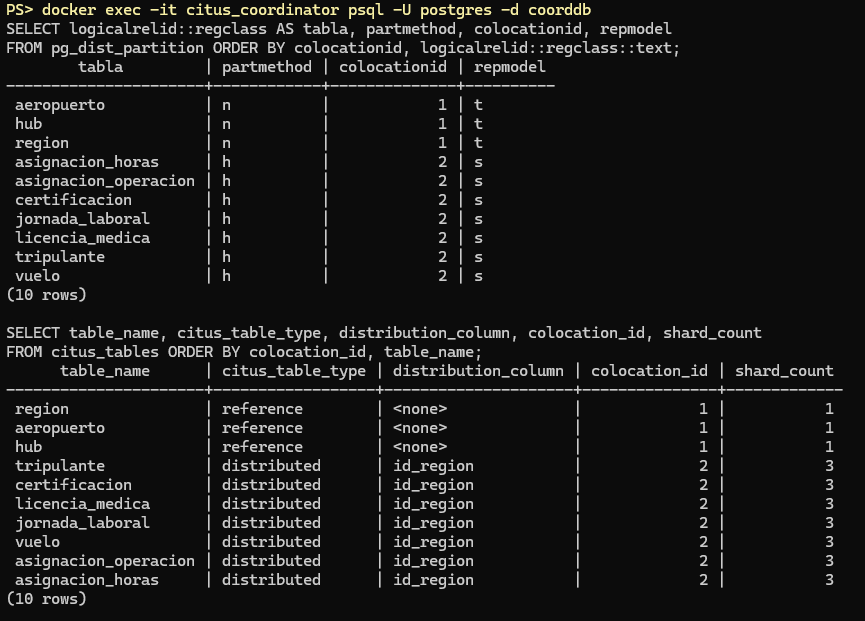 PS> docker exec -it citus_coordinator psql -U postgres -d coorddb
SELECT logicalrelid::regclass AS tabla, partmethod, colocationid, repmodel
FROM pg_dist_partition ORDER BY colocationid, logicalrelid::regclass::text;
        tabla         | partmethod | colocationid | repmodel
----------------------+------------+--------------+----------
 aeropuerto           | n          |            1 | t
 hub                  | n          |            1 | t
 region               | n          |            1 | t
 asignacion_horas     | h          |            2 | s
 asignacion_operacion | h          |            2 | s
 certificacion        | h          |            2 | s
 jornada_laboral      | h          |            2 | s
 licencia_medica      | h          |            2 | s
 tripulante           | h          |            2 | s
 vuelo                | h          |            2 | s
(10 rows)

SELECT table_name, citus_table_type, distribution_column, colocation_id, shard_count
FROM citus_tables ORDER BY colocation_id, table_name;
      table_name      | citus_table_type | distribution_column | colocation_id | shard_count
----------------------+------------------+---------------------+---------------+-------------
 region               | reference        | <none>              |             1 |           1
 aeropuerto           | reference        | <none>              |             1 |           1
 hub                  | reference        | <none>              |             1 |           1
 tripulante           | distributed      | id_region           |             2 |           3
 certificacion        | distributed      | id_region           |             2 |           3
 licencia_medica      | distributed      | id_region           |             2 |           3
 jornada_laboral      | distributed      | id_region           |             2 |           3
 vuelo                | distributed      | id_region           |             2 |           3
 asignacion_operacion | distributed      | id_region           |             2 |           3
 asignacion_horas     | distributed      | id_region           |             2 |           3
(10 rows)